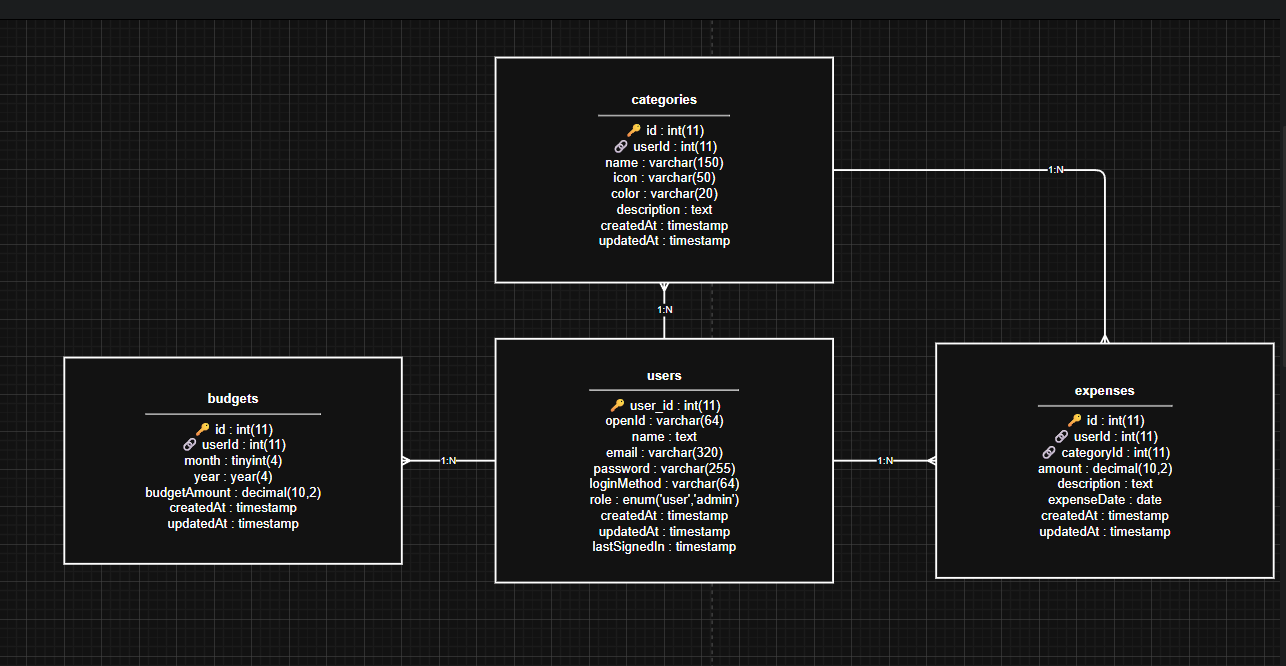 categories
🔑 id : int(11)
🔗 userId : int(11)
name : varchar(150)
icon : varchar(50)
color : varchar(20)
description : text
createdAt : timestamp
updatedAt : timestamp
1:N
1:N
users
🔑 user_id : int(11)
openId : varchar(64)
name : text
email : varchar(320)
password : varchar(255)
loginMethod : varchar(64)
role : enum('user','admin')
createdAt : timestamp
updatedAt : timestamp
lastSignedIn : timestamp
budgets
🔑 id : int(11)
🔗 userId : int(11)
month : tinyint(4)
year : year(4)
budgetAmount : decimal(10,2)
createdAt : timestamp
updatedAt : timestamp
1:N
1:N
expenses
🔑 id : int(11)
🔗 userId : int(11)
🔗 categoryId : int(11)
amount : decimal(10,2)
description : text
expenseDate : date
createdAt : timestamp
updatedAt : timestamp